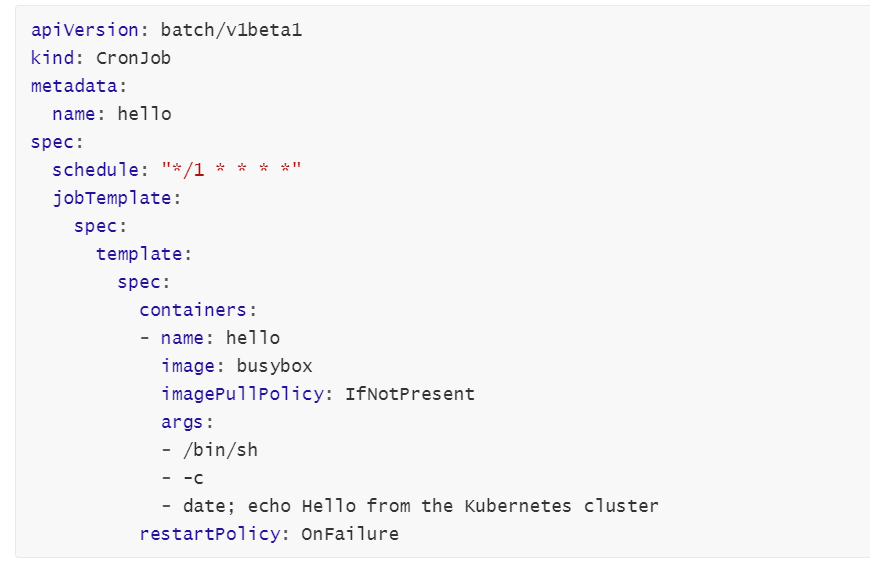 apiVersion: batch/v1beta1
kind: CronJob
metadata:
  name: hello
spec:
  schedule: "*/1 * * * *"
  jobTemplate:
    spec:
      template:
        spec:
          containers:
          - name: hello
            image: busybox
            imagePullPolicy: IfNotPresent
            args:
            - /bin/sh
            - -c
            - date; echo Hello from the Kubernetes cluster
          restartPolicy: OnFailure